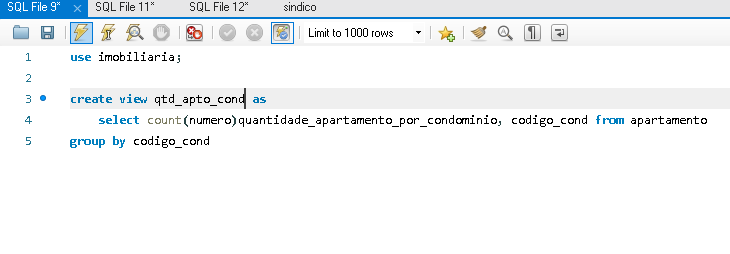 SQL File 9* SQL File 11* SQL File 12* sindico
Limit to 1000 rows
1 use imobiliaria;
2
3 create view qtd_apto_cond as
4 select count(numero)quantidade_apartamento_por_condominio, codigo_cond from apartamento
5 group by codigo_cond